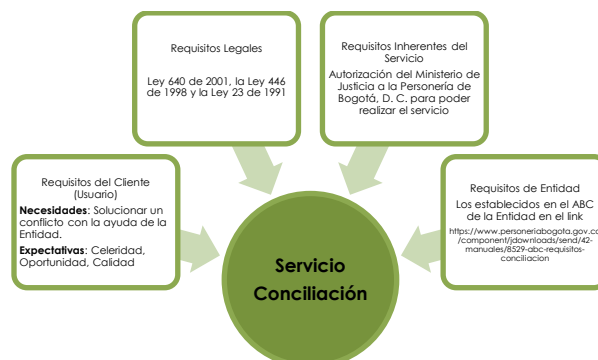 Requisitos Legales
Ley 640 de 2001, la Ley 446
de 1998 y la Ley 23 de 1991
Requisitos Inherentes del
Servicio
Autorización del Ministerio de
Justicia a la Personería de
Bogotá, D. C. para poder
realizar el servicio
Requisitos del Cliente
(Usuario)
Necesidades: Solucionar un
conflicto con la ayuda de la
Entidad.
Expectativas: Celeridad,
Oportunidad, Calidad
Requisitos de Entidad
Los establecidos en el ABC
de la Entidad en el link
https://www.personeriabogota.gov.co
/component/jdownloads/send/42-
manuales/8529-abc-requisitos-
conciliacion
Servicio
Conciliación